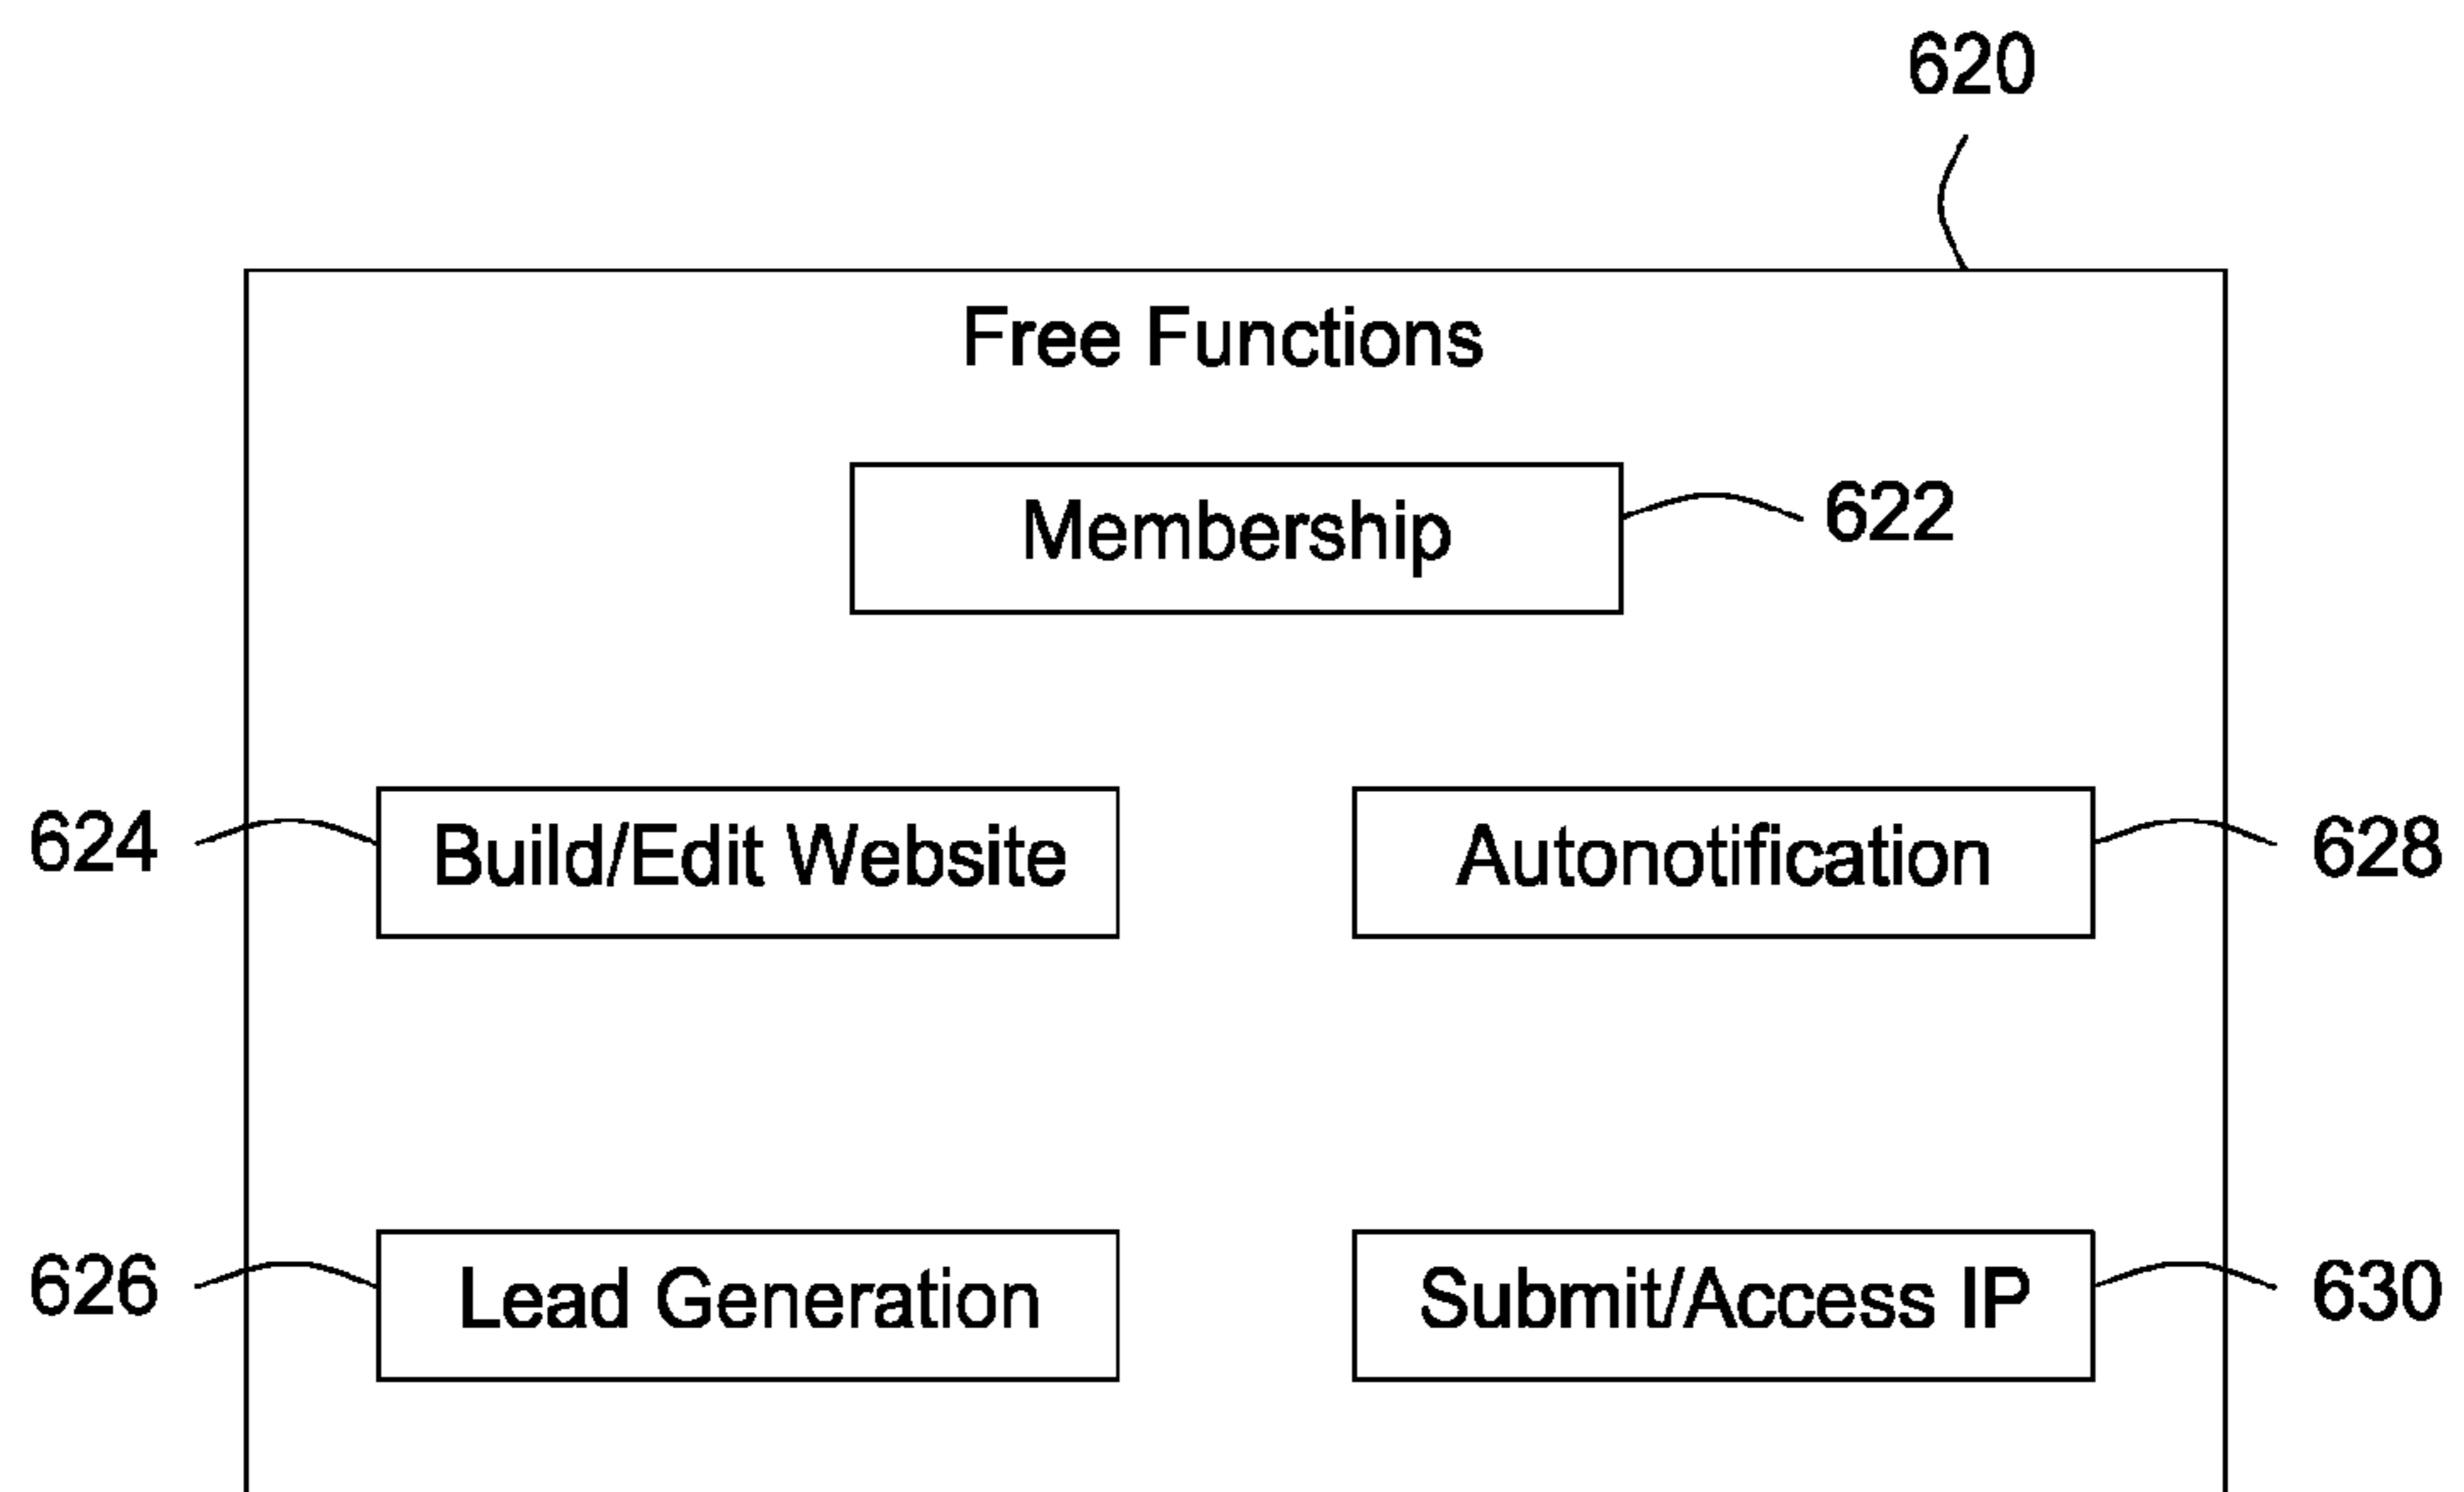 620
Free Functions
Membership 622
624 Build/Edit Website Autonotification 628
626 Lead Generation Submit/Access IP 630